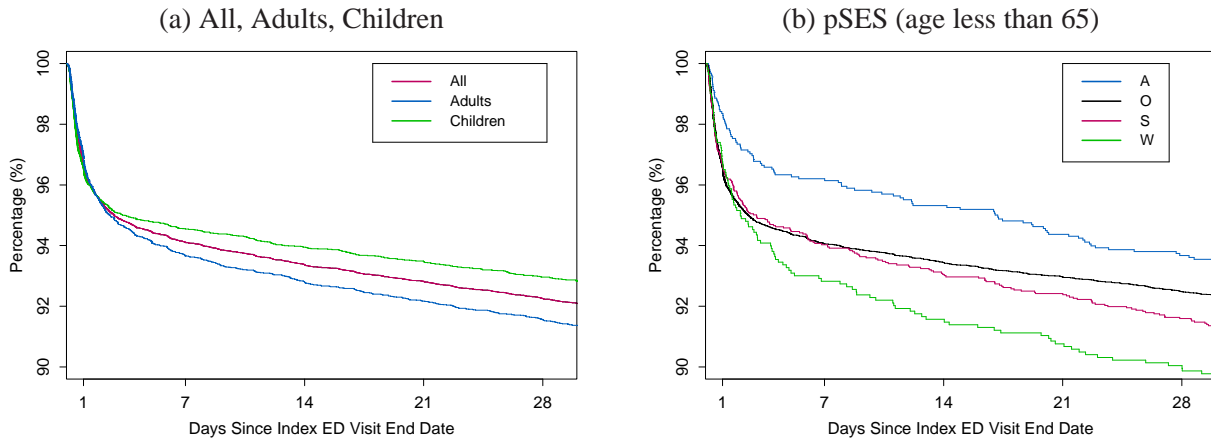 (a) All, Adults, Children
100
98
96
94
92
90
Percentage (%)
All
Adults
Children
1 7 14 21 28
Days Since Index ED Visit End Date
(b) pSES (age less than 65)
100
98
96
94
92
90
Percentage (%)
A
O
S
W
1 7 14 21 28
Days Since Index ED Visit End Date